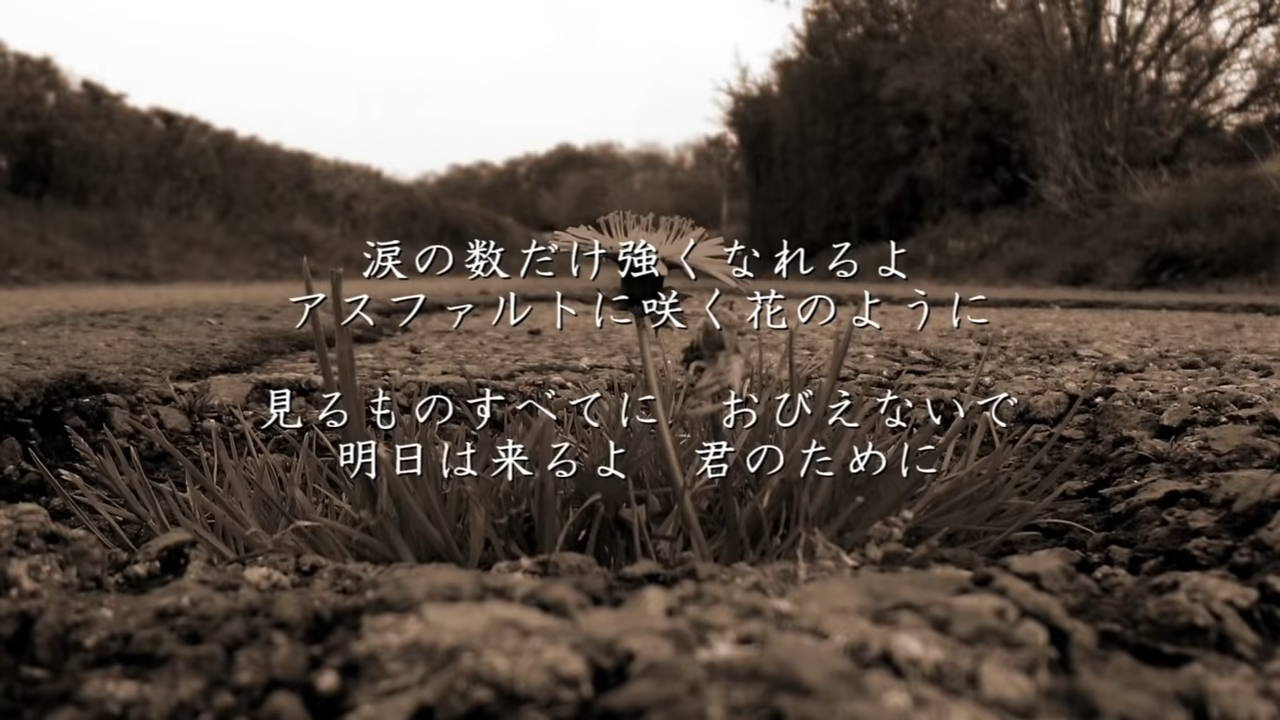 涙の数だけ強くなれるよ
アスファルトに咲く花のように
見るものすべてに　おびえないで
明日は来るよ　君のために